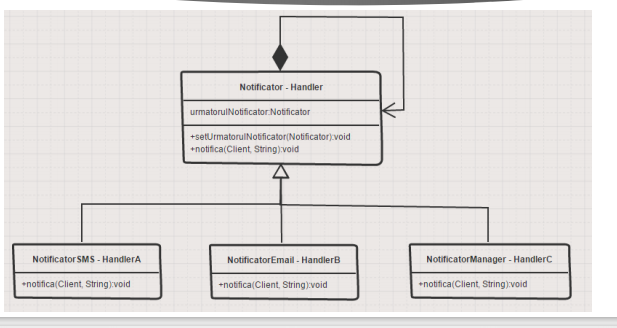 Notificator - Handler
urmatorulNotificator:Notificator
+setUrmatorulNotificator(Notificator):void
+notifica(Client, String):void
NotificatorSMS - HandlerA
+notifica(Client, String):void
NotificatorEmail - HandlerB
+notifica(Client, String):void
NotificatorManager - HandlerC
+notifica(Client, String):void